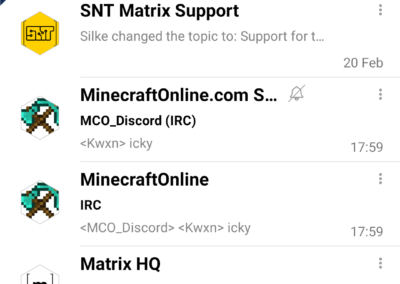 SNT Matrix Support
Silke changed the topic to: Support for t...
20 Feb
SNT
MinecraftOnline.com S...
MCO_Discord (IRC)
<Kwxn> icky
17:59
MinecraftOnline
IRC
<MCO_Discord> <Kwxn> icky
17:59
Matrix HQ
[m]